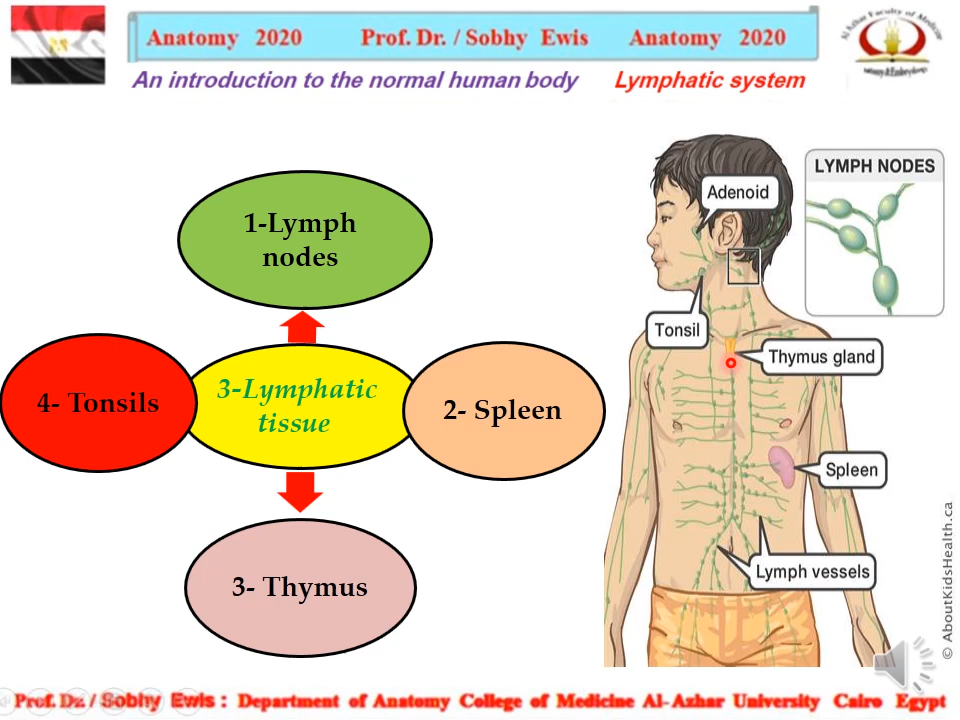 Anatomy 2020 Prof. Dr. / Sobhy Ewis Anatomy 2020
An introduction to the normal human body Lymphatic system
1-Lymph
nodes
4- Tonsils
3-Lymphatic
tissue
2- Spleen
3- Thymus
LYMPH NODES
Adenoid
Tonsil
Thymus gland
Spleen
Lymph vessels
© AboutKidsHealth.ca
Prof. Dr. / Sobhy Ewis : Department of Anatomy College of Medicine Al-Azhar University Cairo Egypt